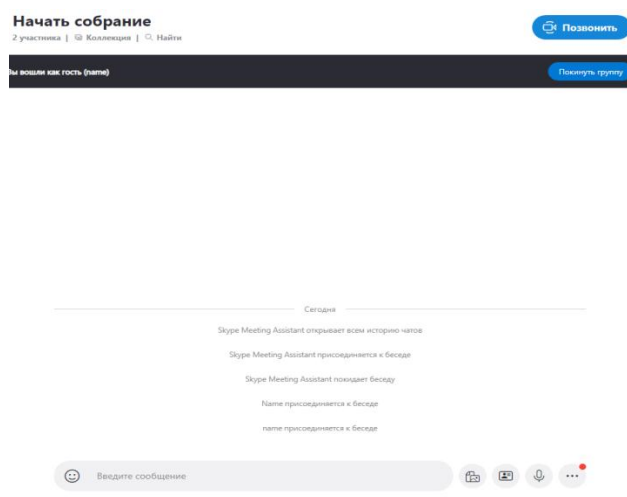 Начать собрание
Позвонить
2 участника | Коллекция | Найти
Вы вошли как гость (name)
Покинуть группу
Сегодня
Skype Meeting Assistant открывает всем историю чатов
Skype Meeting Assistant присоединяется к беседе
Skype Meeting Assistant покидает беседу
Name присоединяется к беседе
name присоединяется к беседе
Введите сообщение